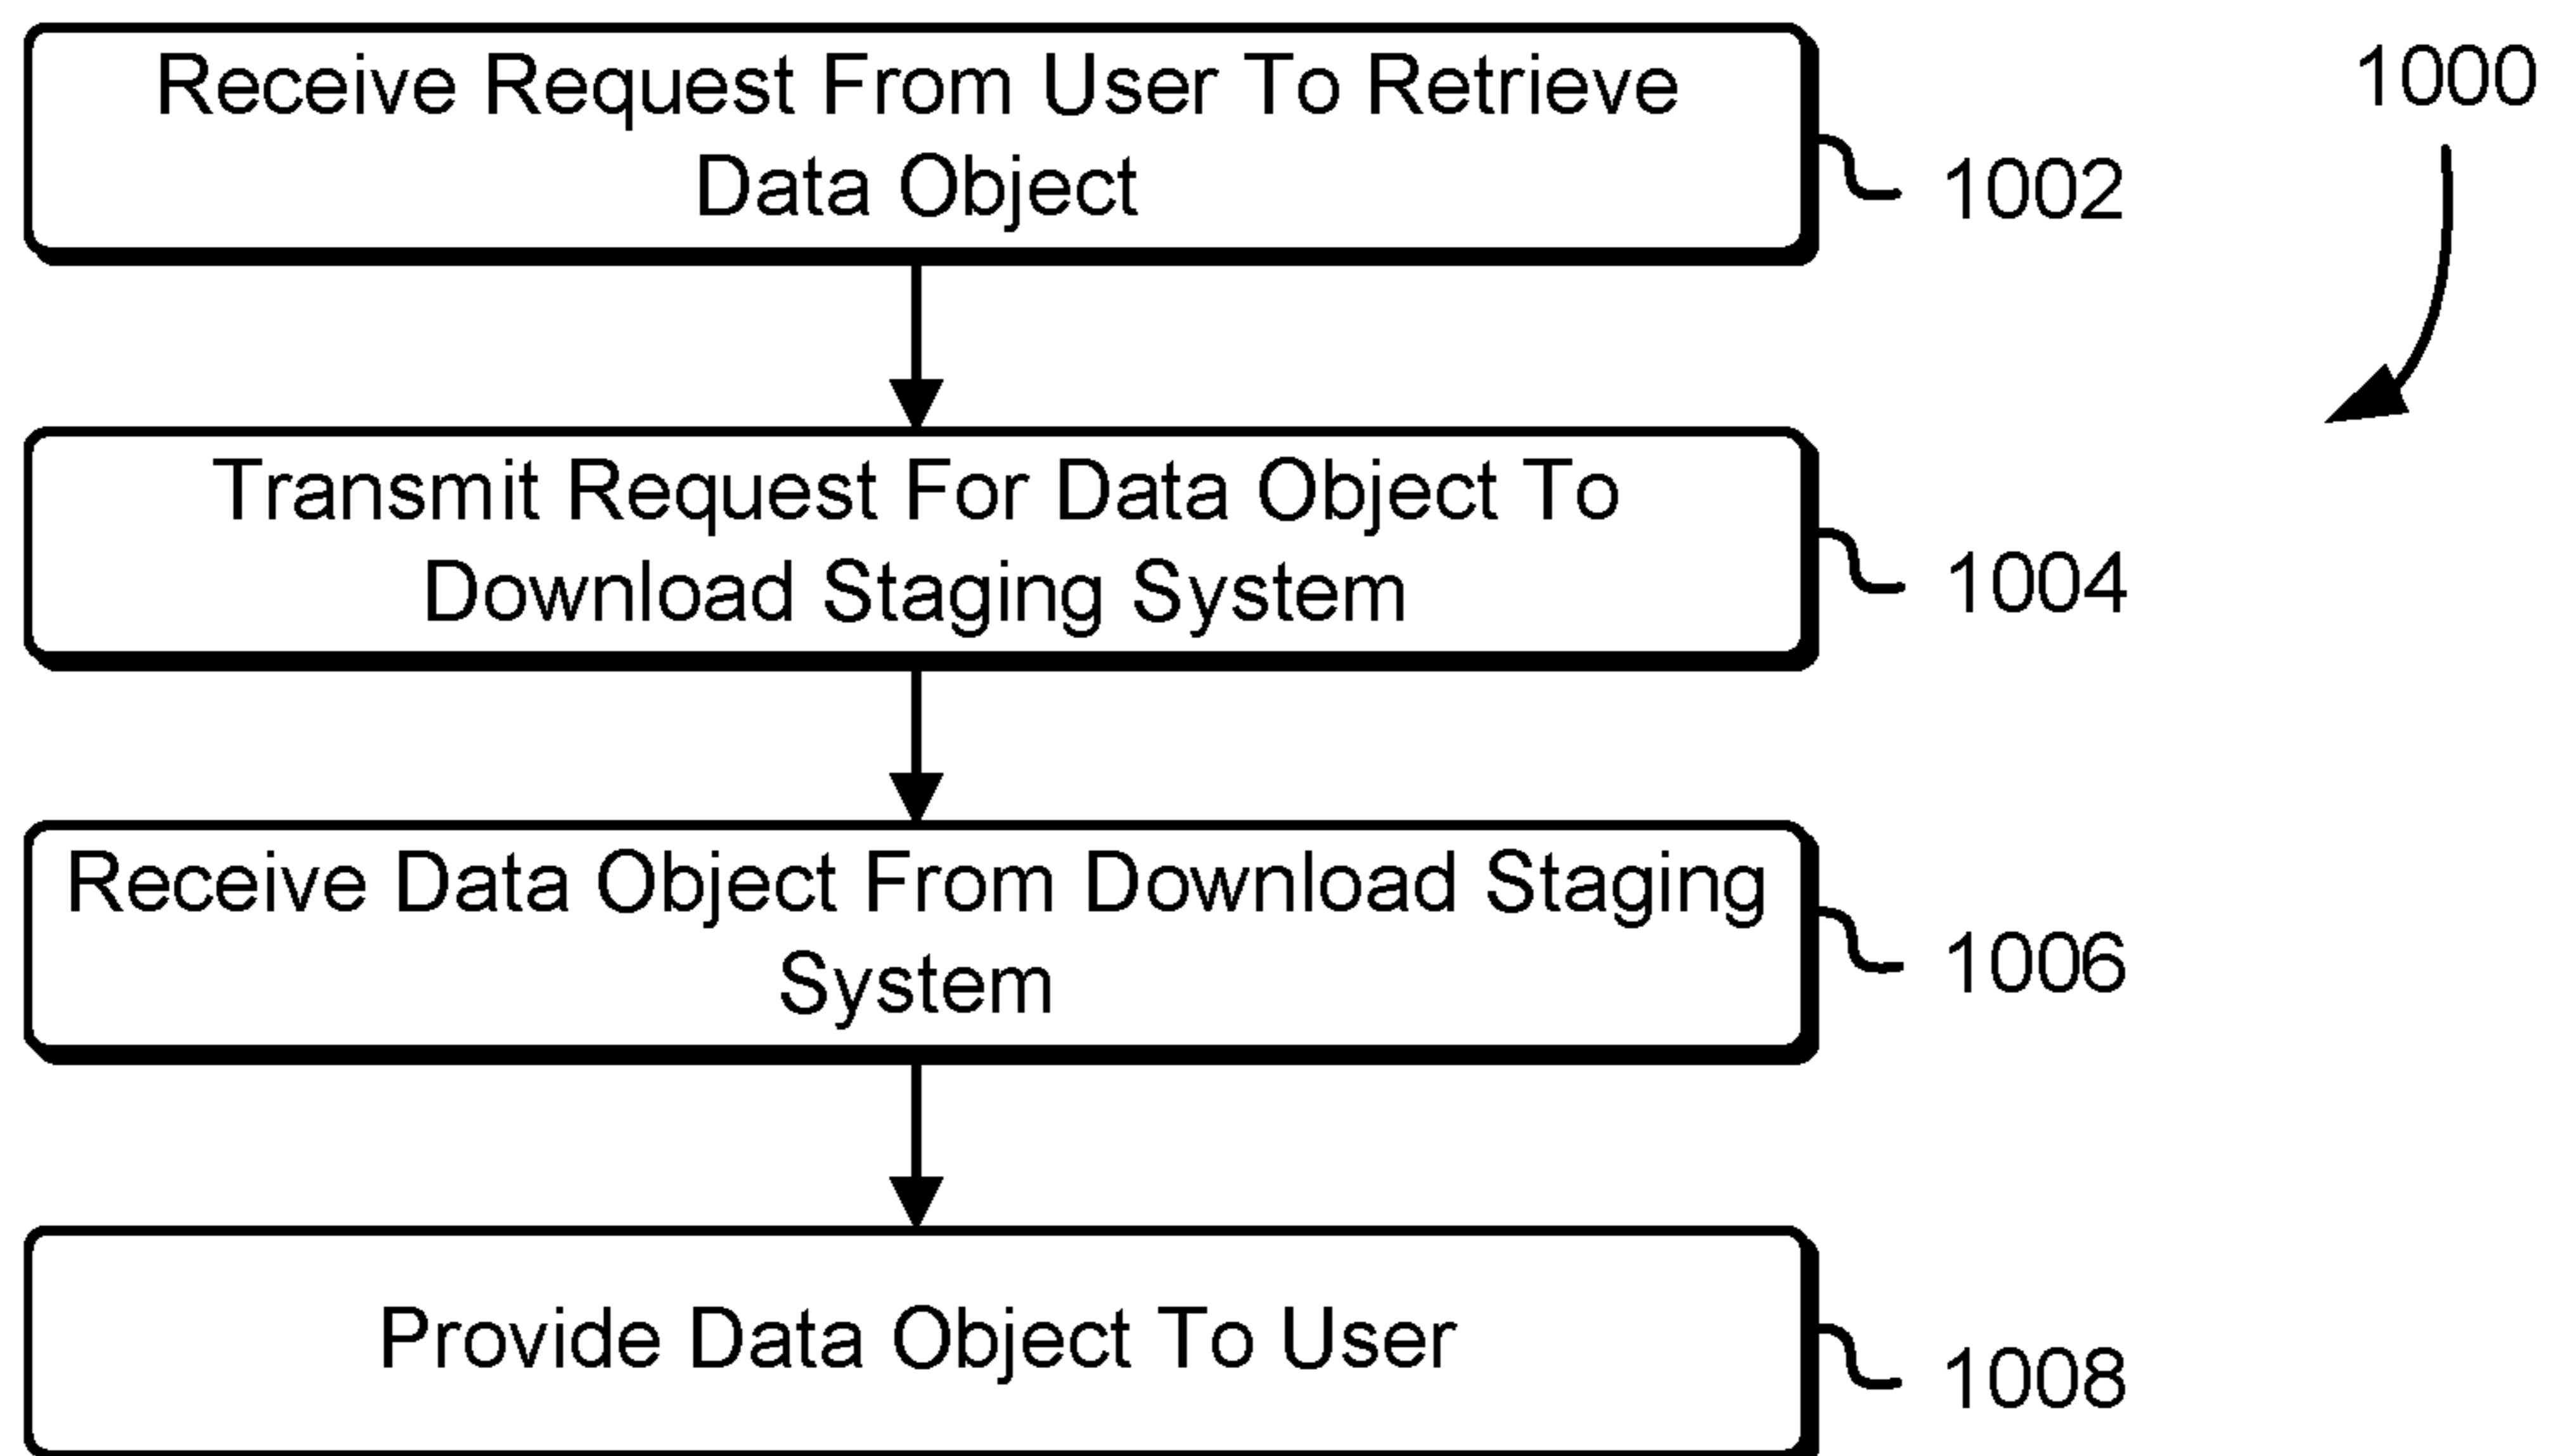 Receive Request From User To Retrieve
Data Object
1000
1002
Transmit Request For Data Object To
Download Staging System
1004
Receive Data Object From Download Staging
System
1006
Provide Data Object To User
1008